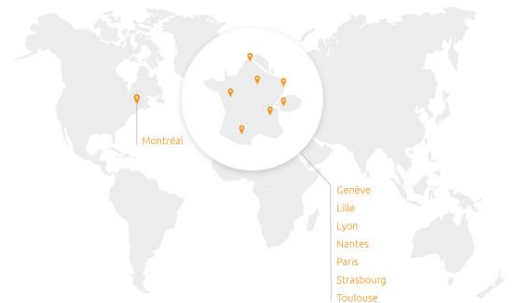 Montréal
Genève
Lille
Lyon
Nantes
Paris
Strasbourg
Toulouse